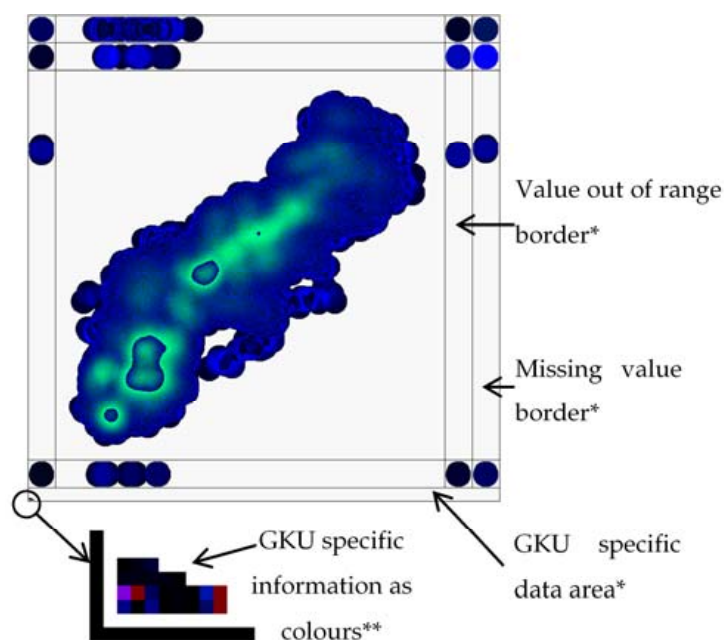 Value out of range
border*
Missing value
border*
GKU specific
information as
colours**
GKU specific
data area*